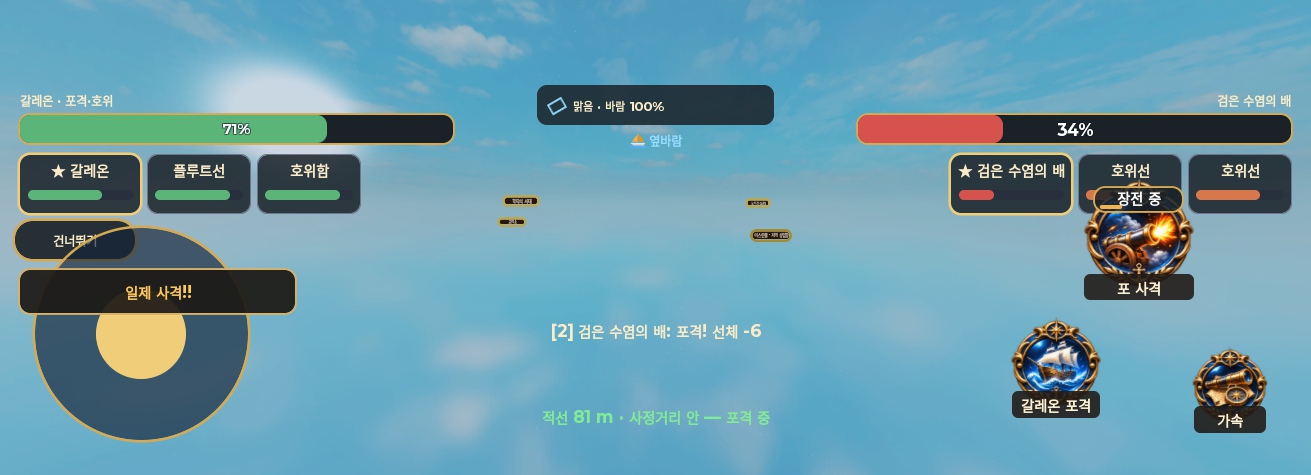 갈레온 · 포격·호위
71%
★ 갈레온
플루트선
호위함
건너뛰기
일제 사격!!
맑음 · 바람 100%
옆바람
[2] 검은 수염의 배: 포격! 선체 -6
적선 81 m · 사정거리 안 — 포격 중
검은 수염의 배
34%
★ 검은 수염의 배
호위선
호위선
장전 중
포 사격
갈레온 포격
가속